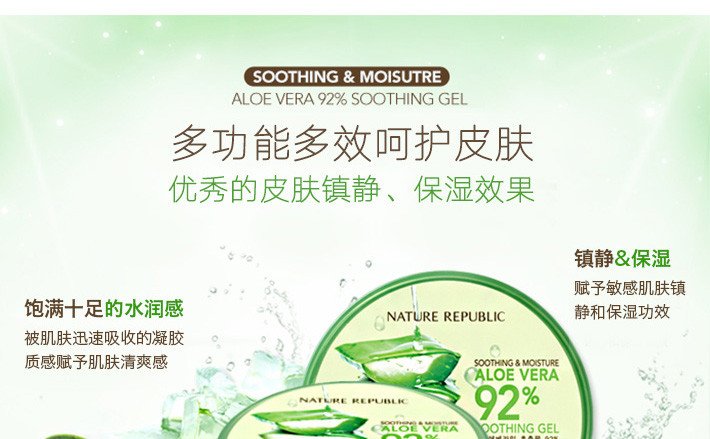 SOOTHING & MOISUTRE
ALOE VERA 92% SOOTHING GEL
多功能多效呵护皮肤
优秀的皮肤镇静、保湿效果
镇静&保湿
赋予敏感肌肤镇
静和保湿功效
饱满十足的水润感
被肌肤迅速吸收的凝胶
质感赋予肌肤清爽感
NATURE REPUBLIC
SOOTHING & MOISTURE
ALOE VERA
92%
SOOTHING GEL
NATURE REPUBLIC
SOOTHING & MOISTURE
ALOE VERA